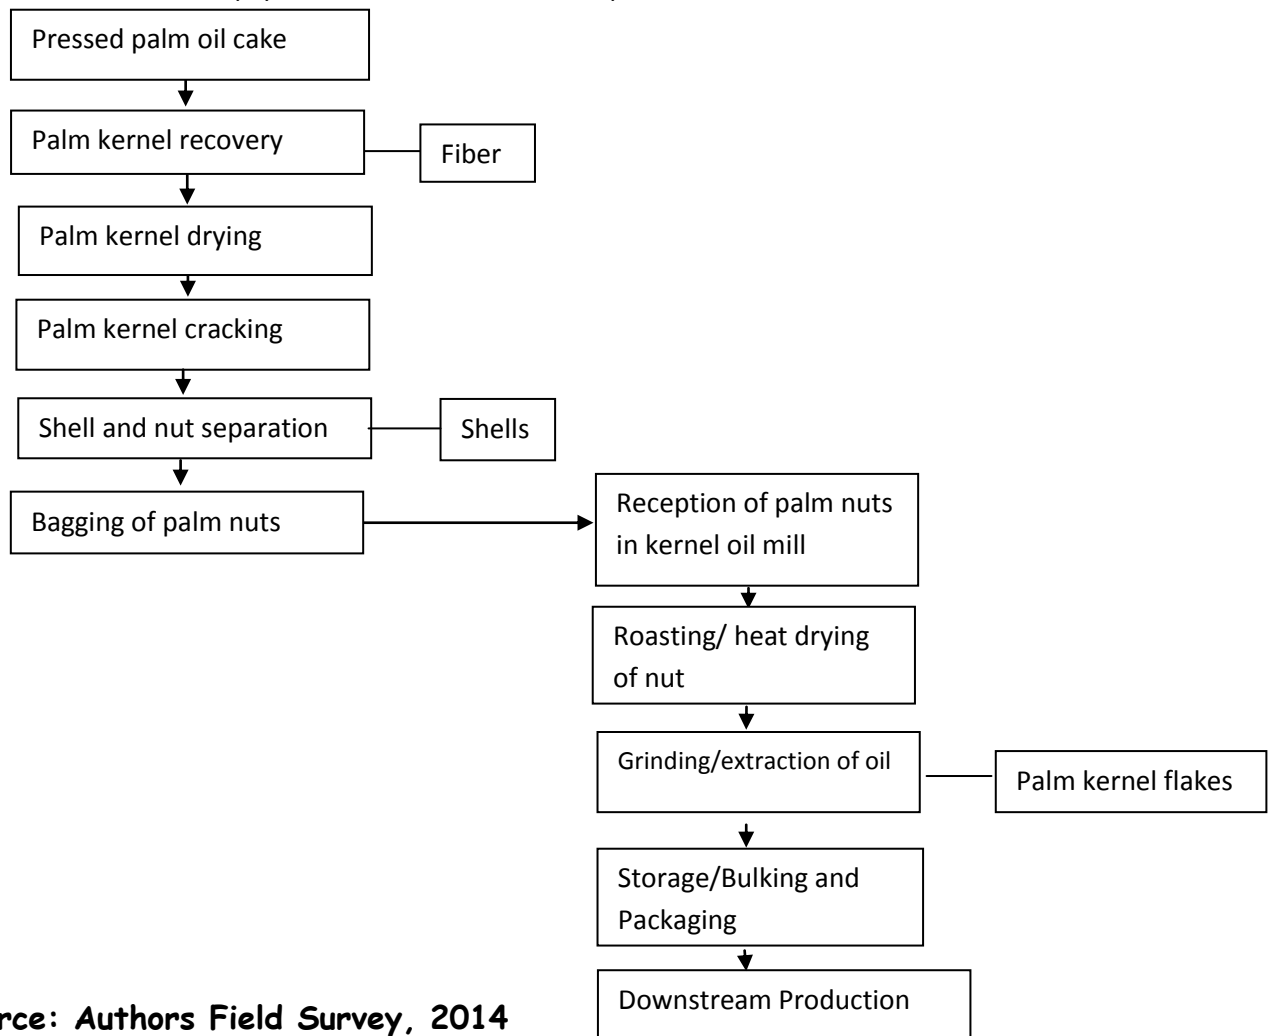 Pressed palm oil cake
Palm kernel recovery
Fiber
Palm kernel drying
Palm kernel cracking
Shell and nut separation
Shells
Bagging of palm nuts
Reception of palm nuts
in kernel oil mill
Roasting/ heat drying
of nut
Grinding/extraction of oil
Palm kernel flakes
Storage/Bulking and
Packaging
Downstream Production
rce: Authors Field Survey, 2014